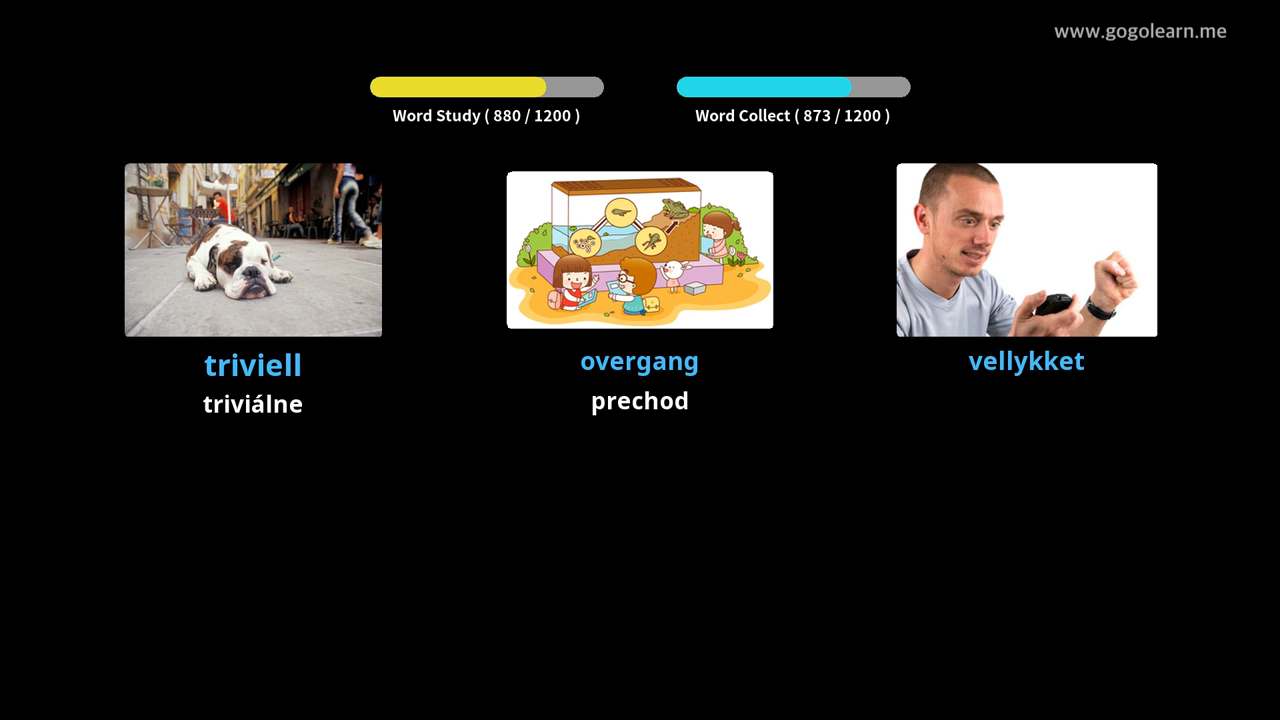 www.gogolearn.me
Word Study ( 880 / 1200 )
Word Collect ( 873 / 1200 )
triviell
overgang
vellykket
triviálne
prechod